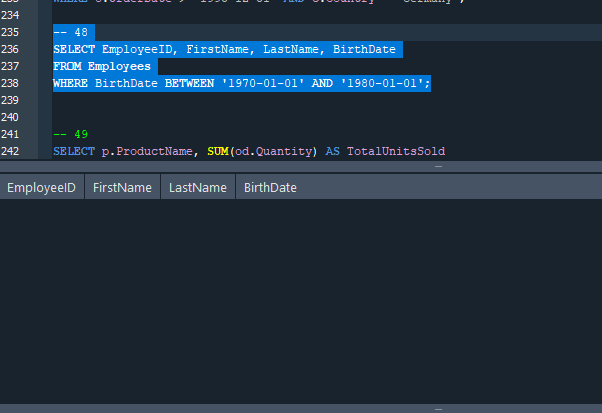 234
235 -- 48
236 SELECT EmployeeID, FirstName, LastName, BirthDate
237 FROM Employees
238 WHERE BirthDate BETWEEN '1970-01-01' AND '1980-01-01';
239
240
241 -- 49
242 SELECT p.ProductName, SUM(od.Quantity) AS TotalUnitsSold
EmployeeID FirstName LastName BirthDate